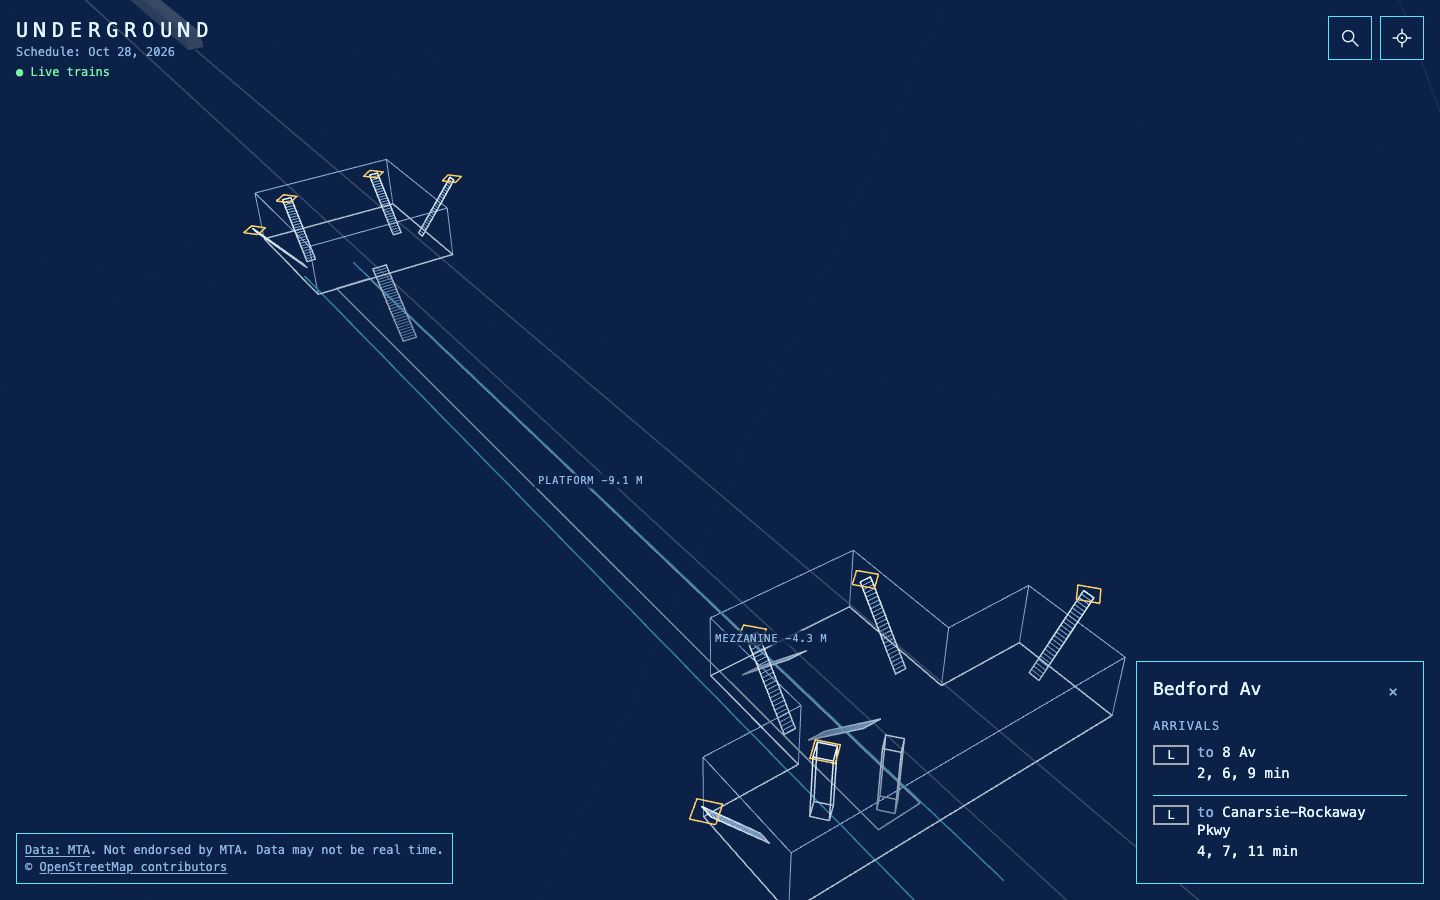 UNDERGROUND
Schedule: Oct 28, 2026
Live trains
PLATFORM −9.1 M
MEZZANINE −4.3 M
Bedford Av
×
ARRIVALS
L to 8 Av
2, 6, 9 min
L to Canarsie–Rockaway
Pkwy
4, 7, 11 min
Data: MTA. Not endorsed by MTA. Data may not be real time.
© OpenStreetMap contributors